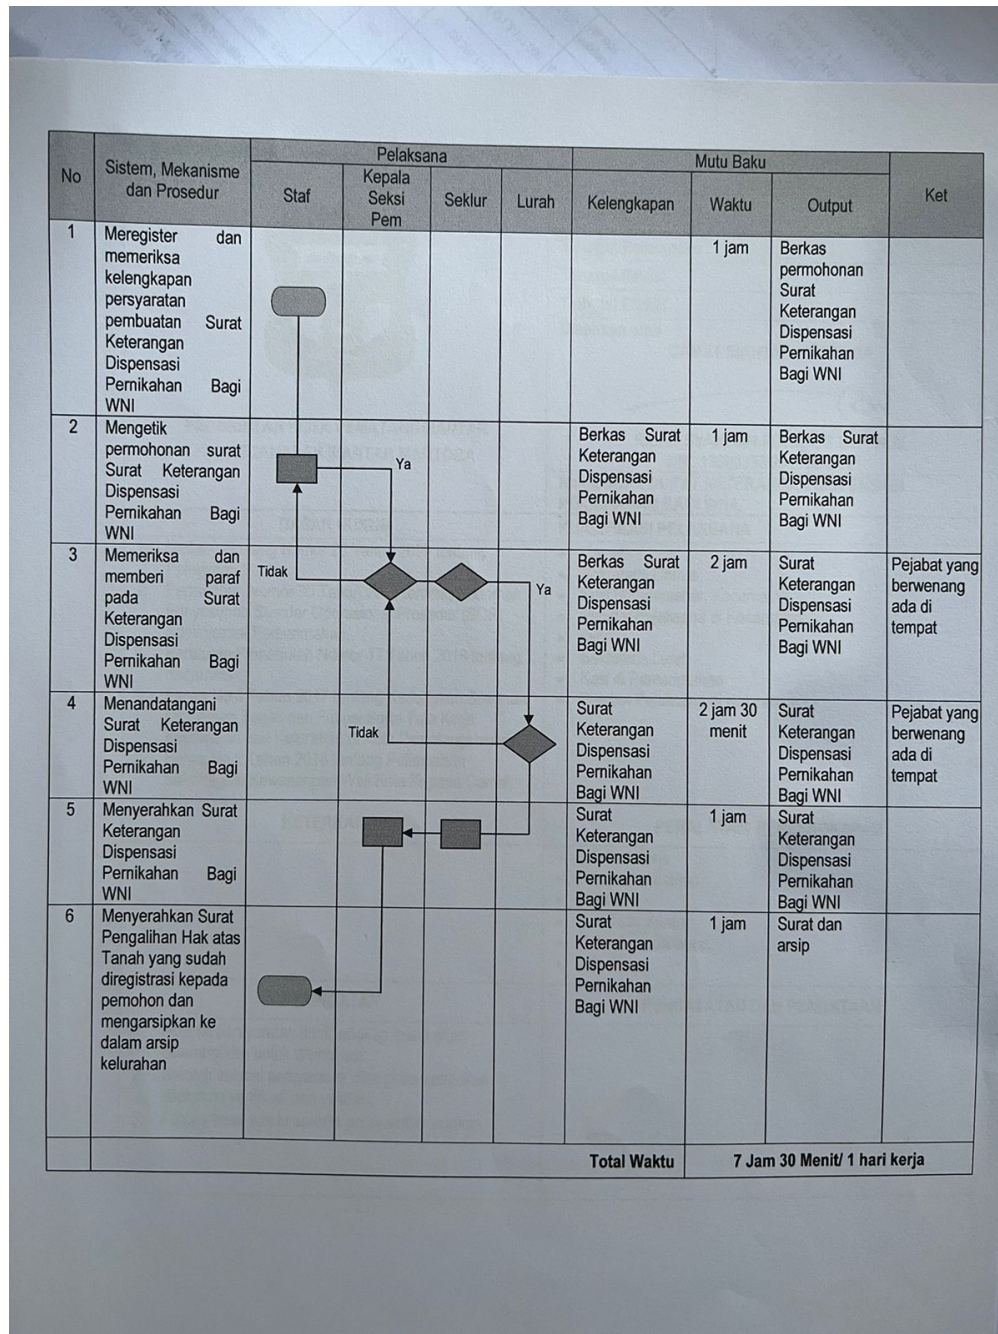 No
Sistem, Mekanisme
dan Prosedur
Pelaksana
Mutu Baku
Ket
Staf
Kepala
Seksi
Pem
Seklur
Lurah
Kelengkapan
Waktu
Output
1
Meregister dan
memeriksa
kelengkapan
persyaratan
pembuatan Surat
Keterangan
Dispensasi
Pernikahan Bagi
WNI
1 jam
Berkas
permohonan
Surat
Keterangan
Dispensasi
Pernikahan
Bagi WNI
2
Mengetik
permohonan surat
Surat Keterangan
Dispensasi
Pernikahan Bagi
WNI
Ya
Berkas Surat
Keterangan
Dispensasi
Pernikahan
Bagi WNI
1 jam
Berkas Surat
Keterangan
Dispensasi
Pernikahan
Bagi WNI
3
Memeriksa dan
memberi paraf
pada Surat
Keterangan
Dispensasi
Pernikahan Bagi
WNI
Tidak
Ya
Berkas Surat
Keterangan
Dispensasi
Pernikahan
Bagi WNI
2 jam
Surat
Keterangan
Dispensasi
Pernikahan
Bagi WNI
Pejabat yang
berwenang
ada di
tempat
4
Menandatangani
Surat Keterangan
Dispensasi
Pernikahan Bagi
WNI
Tidak
Surat
Keterangan
Dispensasi
Pernikahan
Bagi WNI
2 jam 30
menit
Surat
Keterangan
Dispensasi
Pernikahan
Bagi WNI
Pejabat yang
berwenang
ada di
tempat
5
Menyerahkan Surat
Keterangan
Dispensasi
Pernikahan Bagi
WNI
Surat
Keterangan
Dispensasi
Pernikahan
Bagi WNI
1 jam
Surat
Keterangan
Dispensasi
Pernikahan
Bagi WNI
6
Menyerahkan Surat
Pengalihan Hak atas
Tanah yang sudah
diregistrasi kepada
pemohon dan
mengarsipkan ke
dalam arsip
kelurahan
Surat
Keterangan
Dispensasi
Pernikahan
Bagi WNI
1 jam
Surat dan
arsip
Total Waktu
7 Jam 30 Menit/ 1 hari kerja